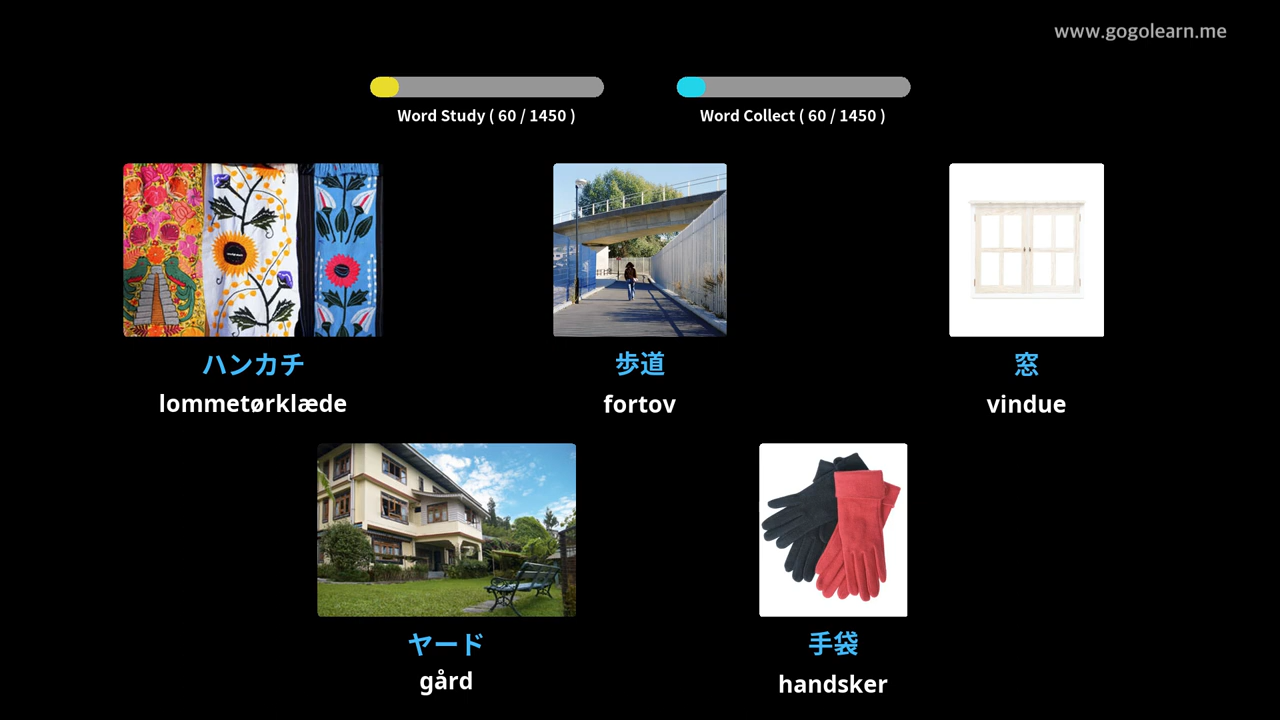 www.gogolearn.me
Word Study ( 60 / 1450 )
Word Collect ( 60 / 1450 )
ハンカチ
lommetørklæde
歩道
fortov
窓
vindue
ヤード
gård
手袋
handsker